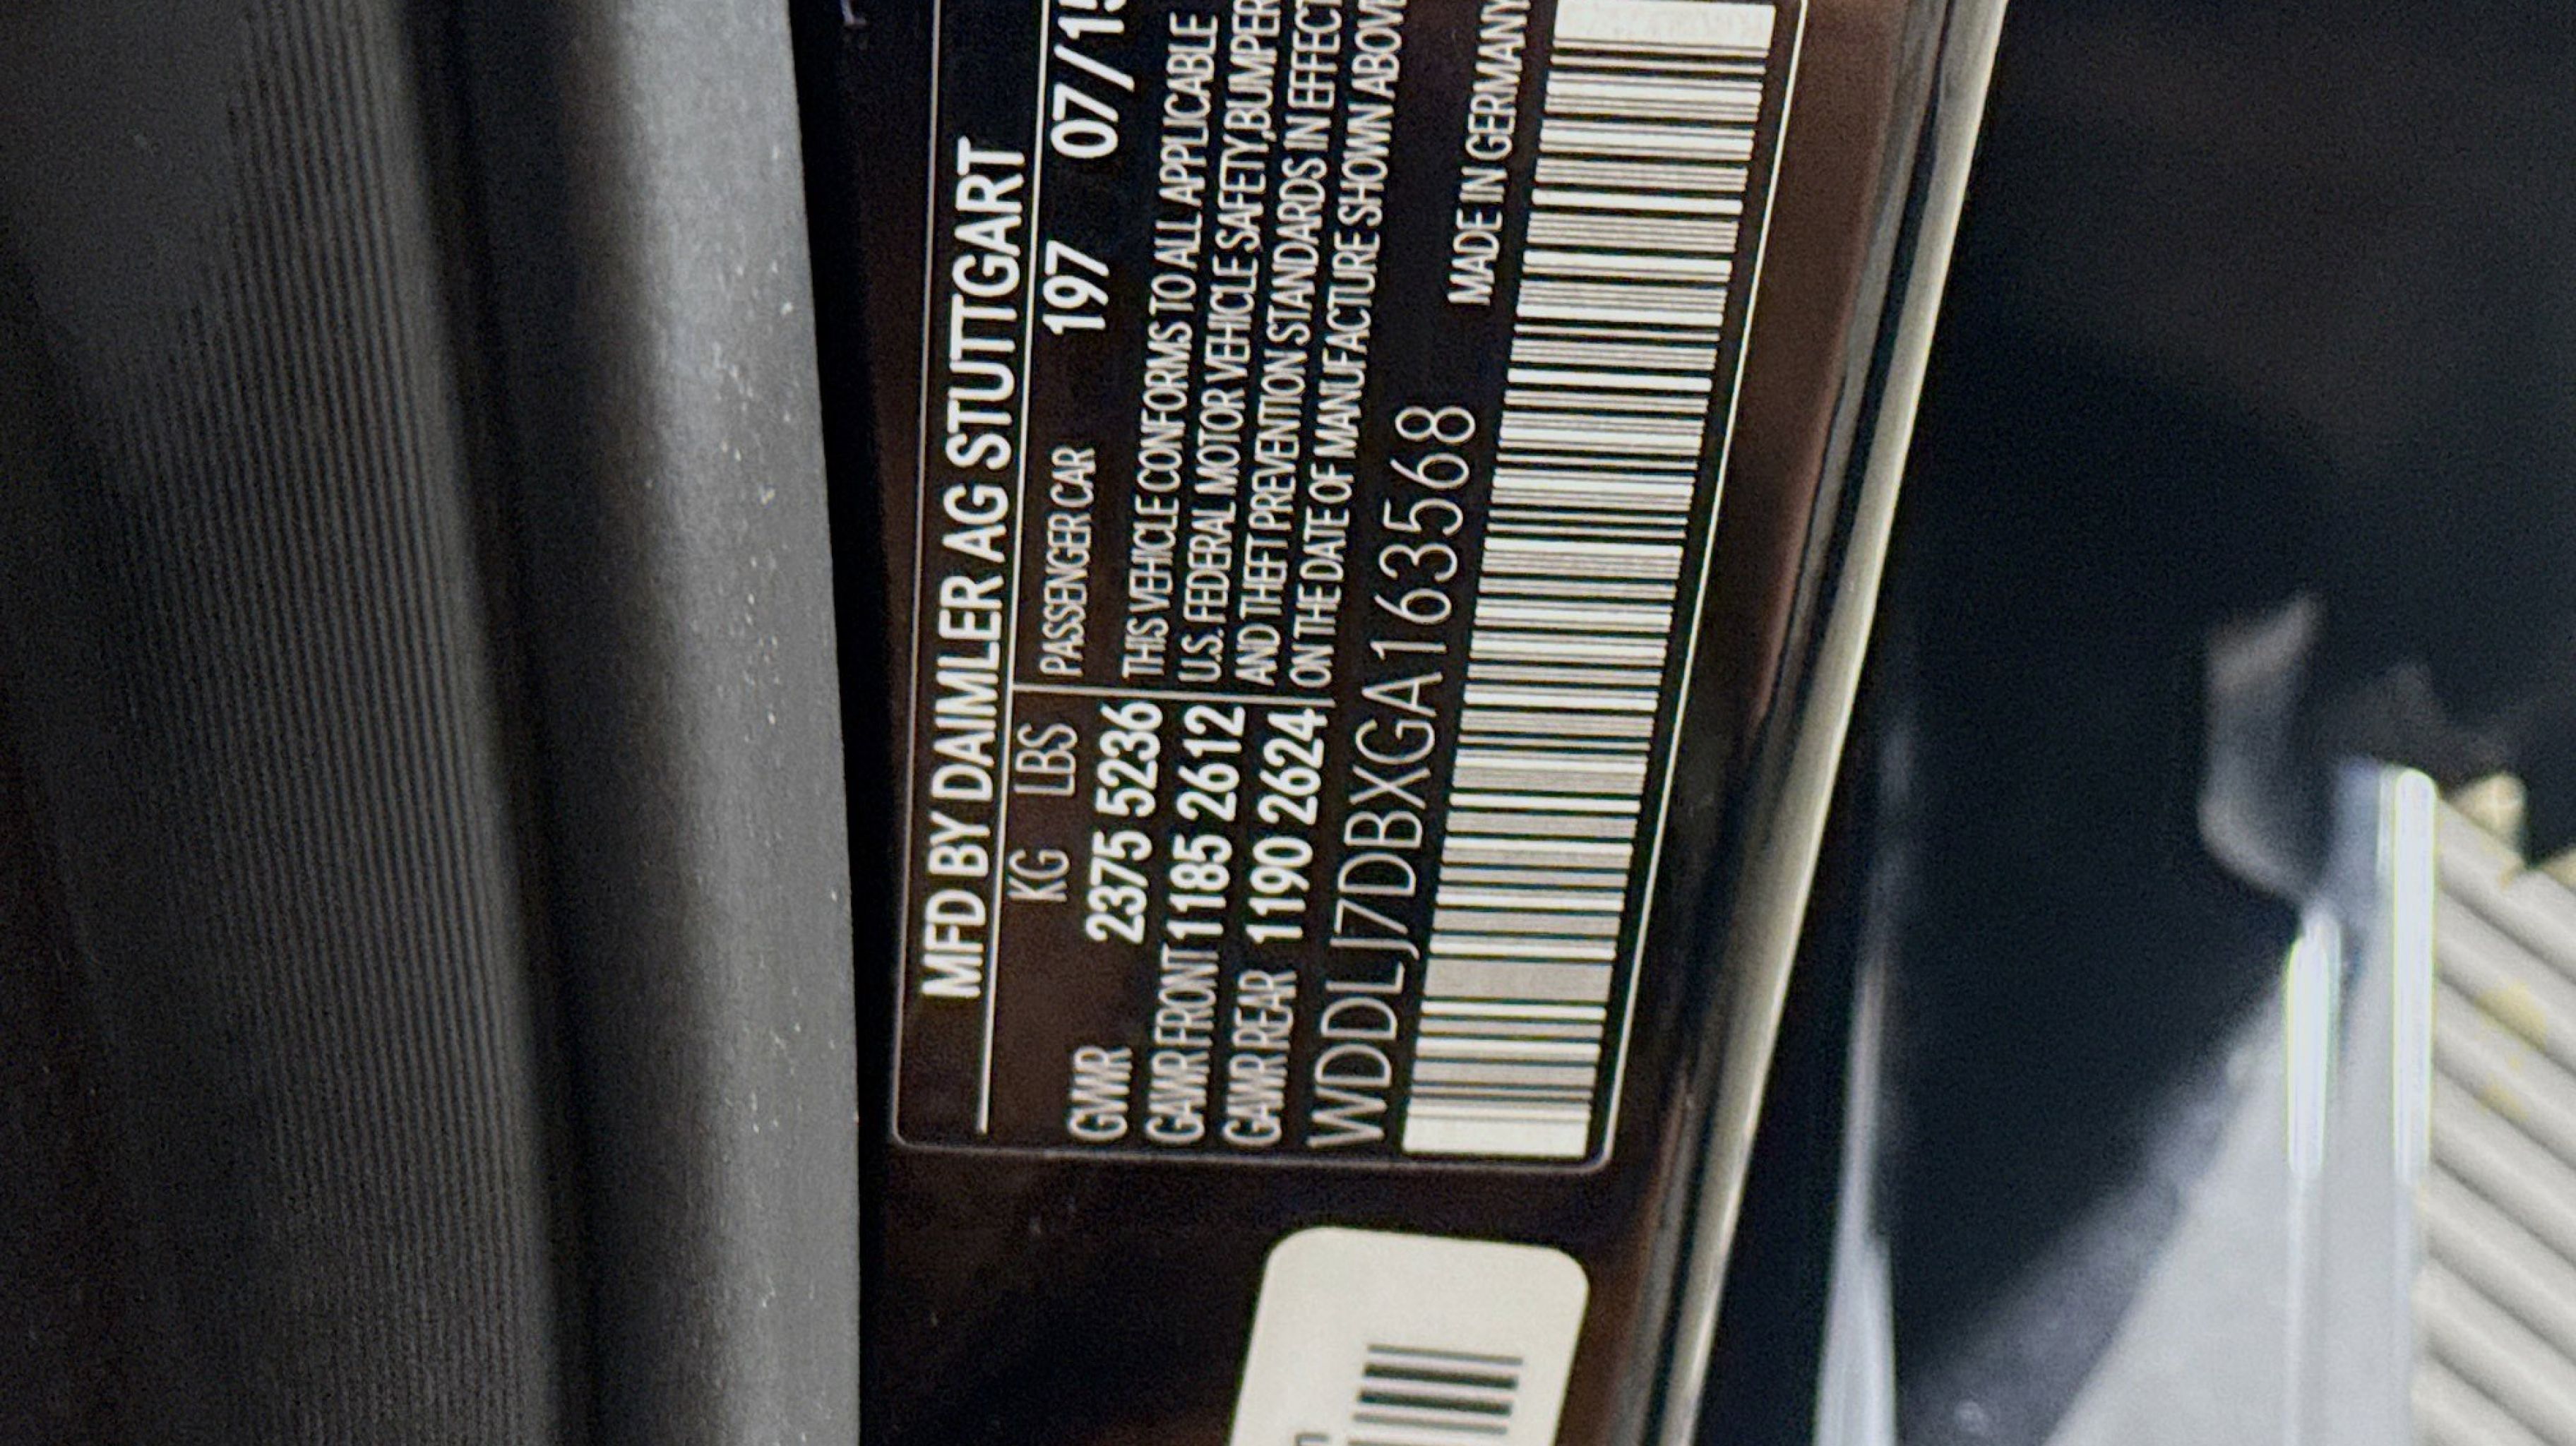 MFD BY DAIMLER AG STUTTGART
KG LBS
PASSENGER CAR 197 07/15
GVWR 2375 5236
GAWR FRONT 1185 2612
GAWR REAR 1190 2624
THIS VEHICLE CONFORMS TO ALL APPLICABLE
U.S. FEDERAL MOTOR VEHICLE SAFETY,BUMPER
AND THEFT PREVENTION STANDARDS IN EFFECT
ON THE DATE OF MANUFACTURE SHOWN ABOVE
WDDLJ7DBXGA163568
MADE IN GERMANY